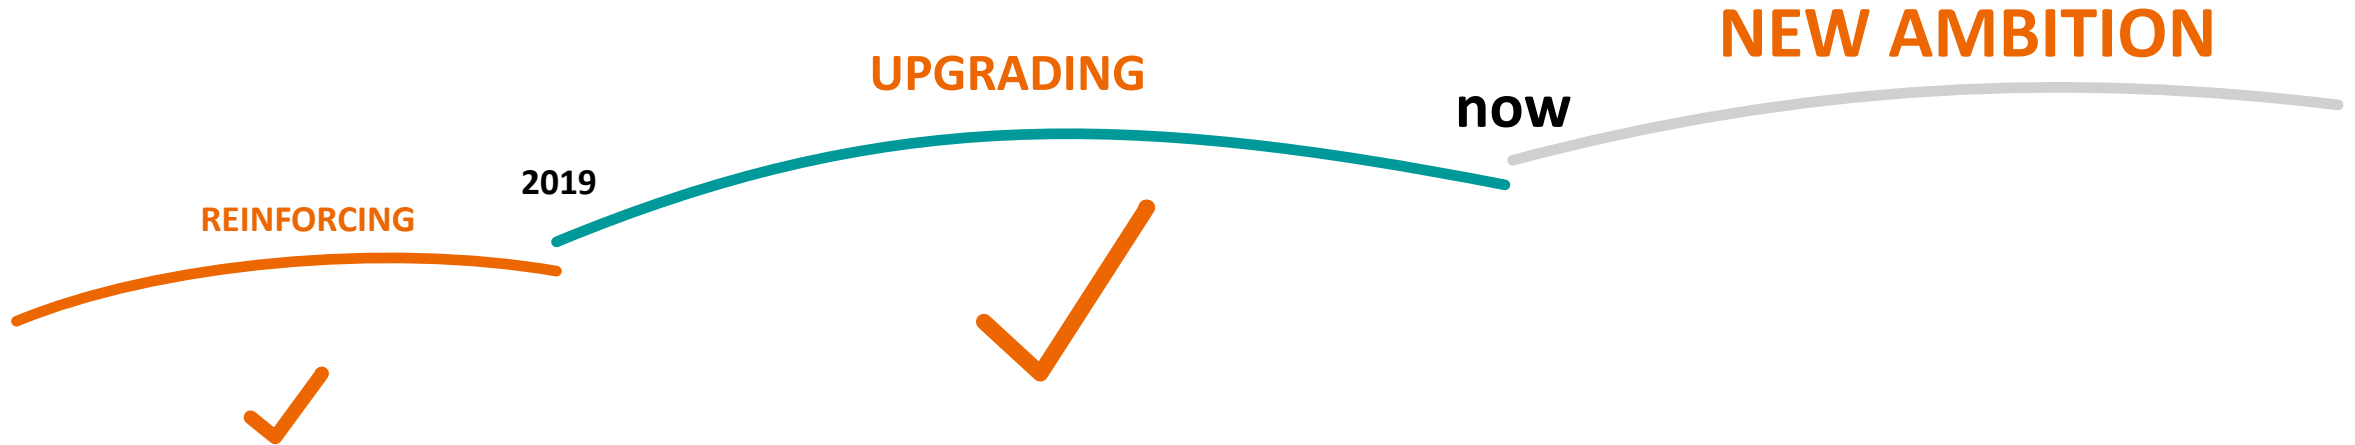 REINFORCING
2019
UPGRADING
now
NEW AMBITION